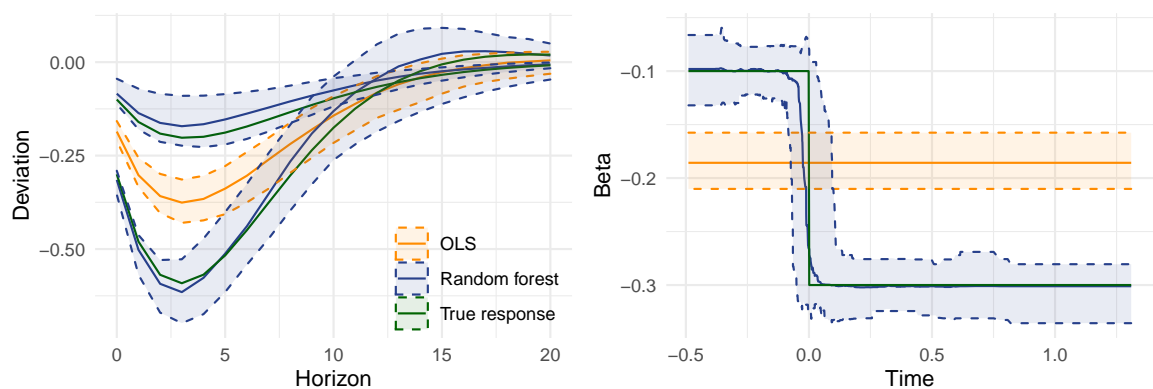 0.00
−0.25
−0.50
Deviation
0
5
10
15
20
Horizon
OLS
Random forest
True response
−0.1
−0.2
−0.3
Beta
−0.5
0.0
0.5
1.0
Time